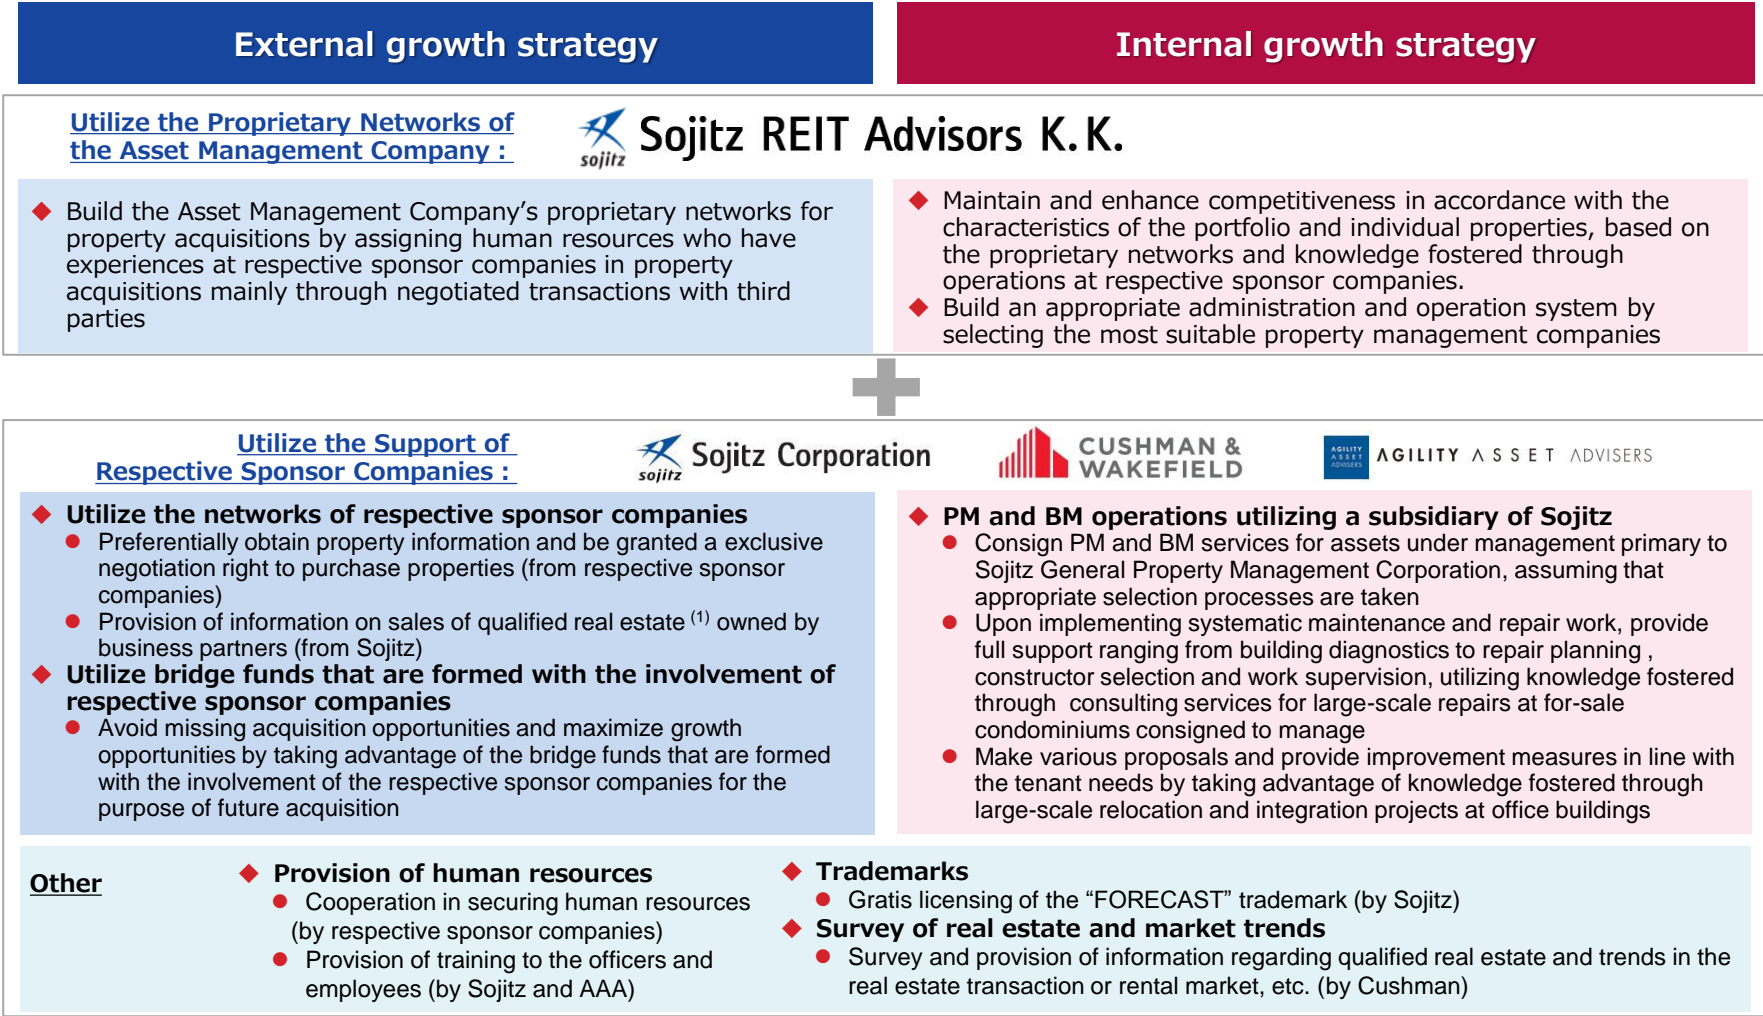 External growth strategy
Internal growth strategy
Utilize the Proprietary Networks of
the Asset Management Company :
sojitz
Sojitz REIT Advisors K.K.
◆ Build the Asset Management Company's proprietary networks for
property acquisitions by assigning human resources who have
experiences at respective sponsor companies in property
acquisitions mainly through negotiated transactions with third
parties
◆ Maintain and enhance competitiveness in accordance with the
characteristics of the portfolio and individual properties, based on
the proprietary networks and knowledge fostered through
operations at respective sponsor companies.
◆ Build an appropriate administration and operation system by
selecting the most suitable property management companies
Utilize the Support of
Respective Sponsor Companies :
sojitz
Sojitz Corporation
CUSHMAN &
WAKEFIELD
AGILITY
ASSET
ADVISERS
AGILITY ASSET ADVISERS
◆ Utilize the networks of respective sponsor companies
● Preferentially obtain property information and be granted a exclusive
negotiation right to purchase properties (from respective sponsor
companies)
● Provision of information on sales of qualified real estate (1) owned by
business partners (from Sojitz)
◆ Utilize bridge funds that are formed with the involvement of
respective sponsor companies
● Avoid missing acquisition opportunities and maximize growth
opportunities by taking advantage of the bridge funds that are formed
with the involvement of the respective sponsor companies for the
purpose of future acquisition
◆ PM and BM operations utilizing a subsidiary of Sojitz
● Consign PM and BM services for assets under management primary to
Sojitz General Property Management Corporation, assuming that
appropriate selection processes are taken
● Upon implementing systematic maintenance and repair work, provide
full support ranging from building diagnostics to repair planning ,
constructor selection and work supervision, utilizing knowledge fostered
through consulting services for large-scale repairs at for-sale
condominiums consigned to manage
● Make various proposals and provide improvement measures in line with
the tenant needs by taking advantage of knowledge fostered through
large-scale relocation and integration projects at office buildings
Other
◆ Provision of human resources
● Cooperation in securing human resources
(by respective sponsor companies)
● Provision of training to the officers and
employees (by Sojitz and AAA)
◆ Trademarks
● Gratis licensing of the “FORECAST” trademark (by Sojitz)
◆ Survey of real estate and market trends
● Survey and provision of information regarding qualified real estate and trends in the
real estate transaction or rental market, etc. (by Cushman)